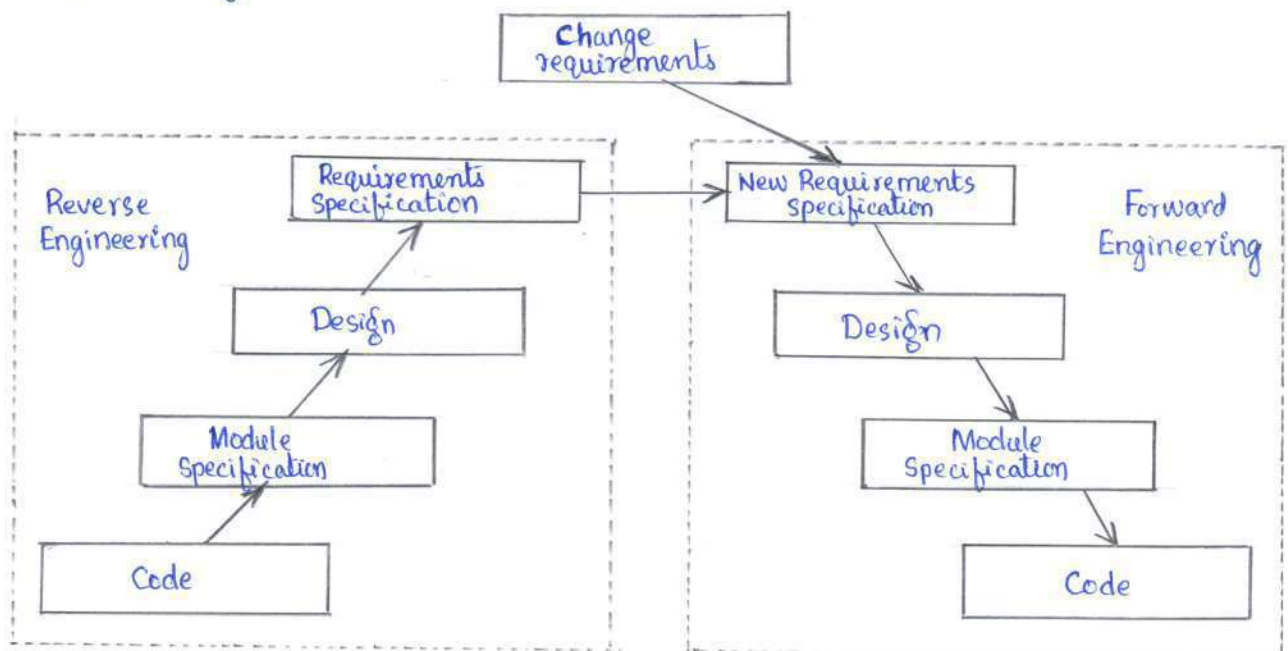 Change
requirements
Requirements
Specification
New Requirements
specification
Reverse
Engineering
Forward
Engineering
Design
Design
Module
Specification
Module
Specification
Code
Code